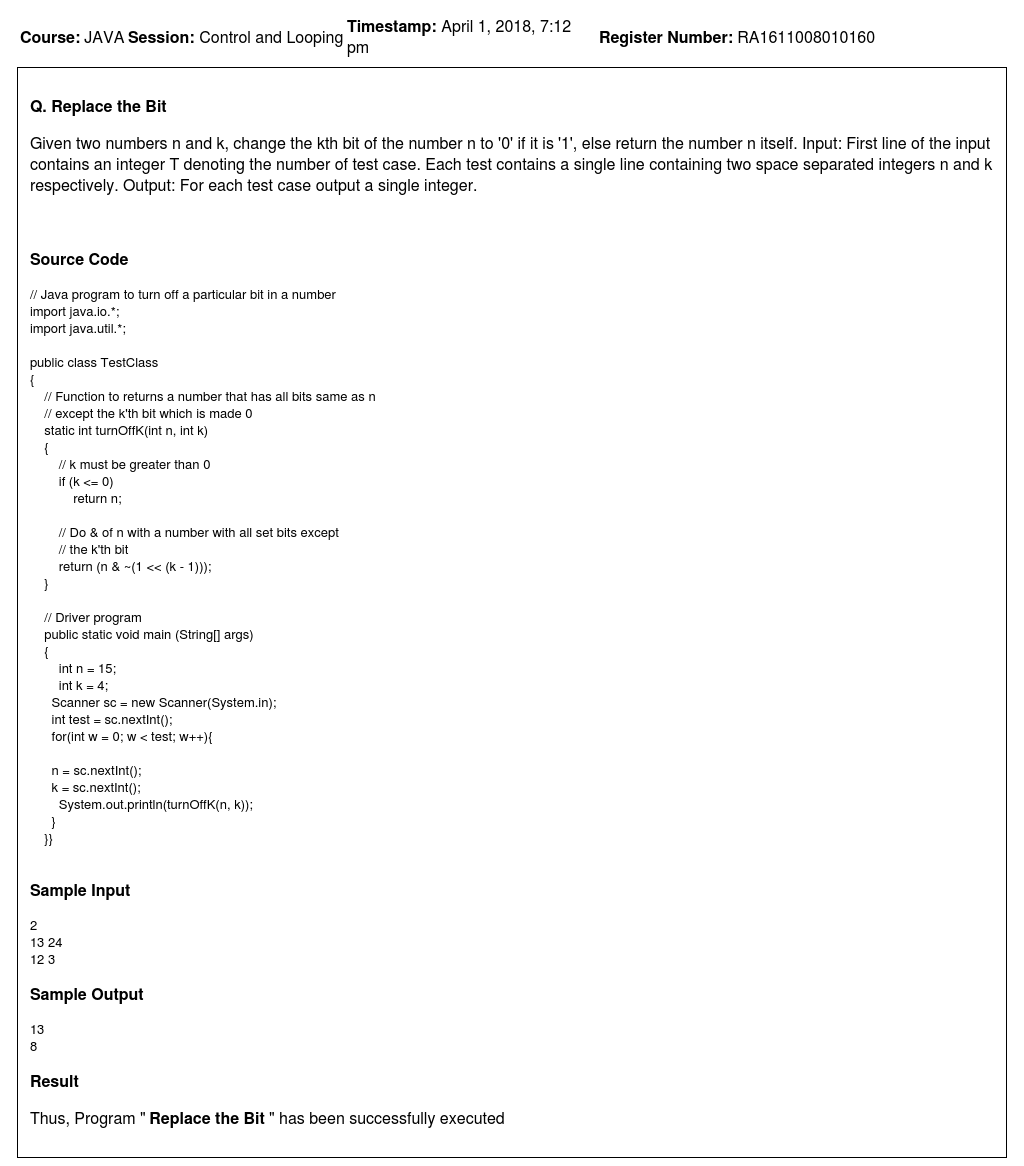 Course: JAVA Session: Control and Looping Timestamp: April 1, 2018, 7:12 pm Register Number: RA1611008010160
Q. Replace the Bit
Given two numbers n and k, change the kth bit of the number n to '0' if it is '1', else return the number n itself. Input: First line of the input
contains an integer T denoting the number of test case. Each test contains a single line containing two space separated integers n and k
respectively. Output: For each test case output a single integer.
Source Code
// Java program to turn off a particular bit in a number
import java.io.*;
import java.util.*;
public class TestClass
{
    // Function to returns a number that has all bits same as n
    // except the k'th bit which is made 0
    static int turnOffK(int n, int k)
    {
        // k must be greater than 0
        if (k <= 0)
            return n;
        // Do & of n with a number with all set bits except
        // the k'th bit
        return (n & ~(1 << (k - 1)));
    }
    // Driver program
    public static void main (String[] args)
    {
        int n = 15;
        int k = 4;
      Scanner sc = new Scanner(System.in);
      int test = sc.nextInt();
      for(int w = 0; w < test; w++){
      n = sc.nextInt();
      k = sc.nextInt();
        System.out.println(turnOffK(n, k));
      }
    }}
Sample Input
2
13 24
12 3
Sample Output
13
8
Result
Thus, Program " Replace the Bit " has been successfully executed